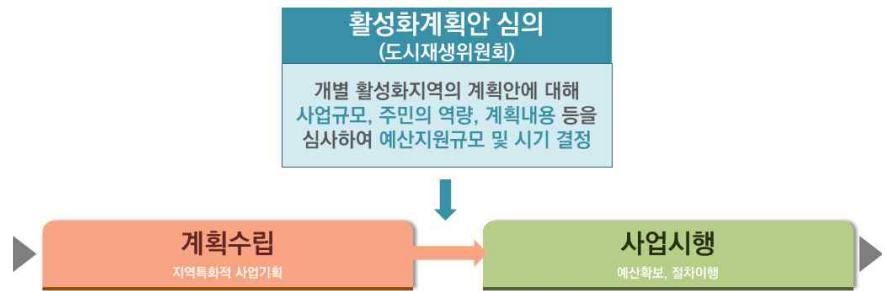 활성화계획안 심의
(도시재생위원회)
개별 활성화지역의 계획안에 대해
사업규모, 주민의 역량, 계획내용 등을
심사하여 예산지원규모 및 시기 결정
계획수립
지역특화적 사업기획
사업시행
예산확보, 절차이행